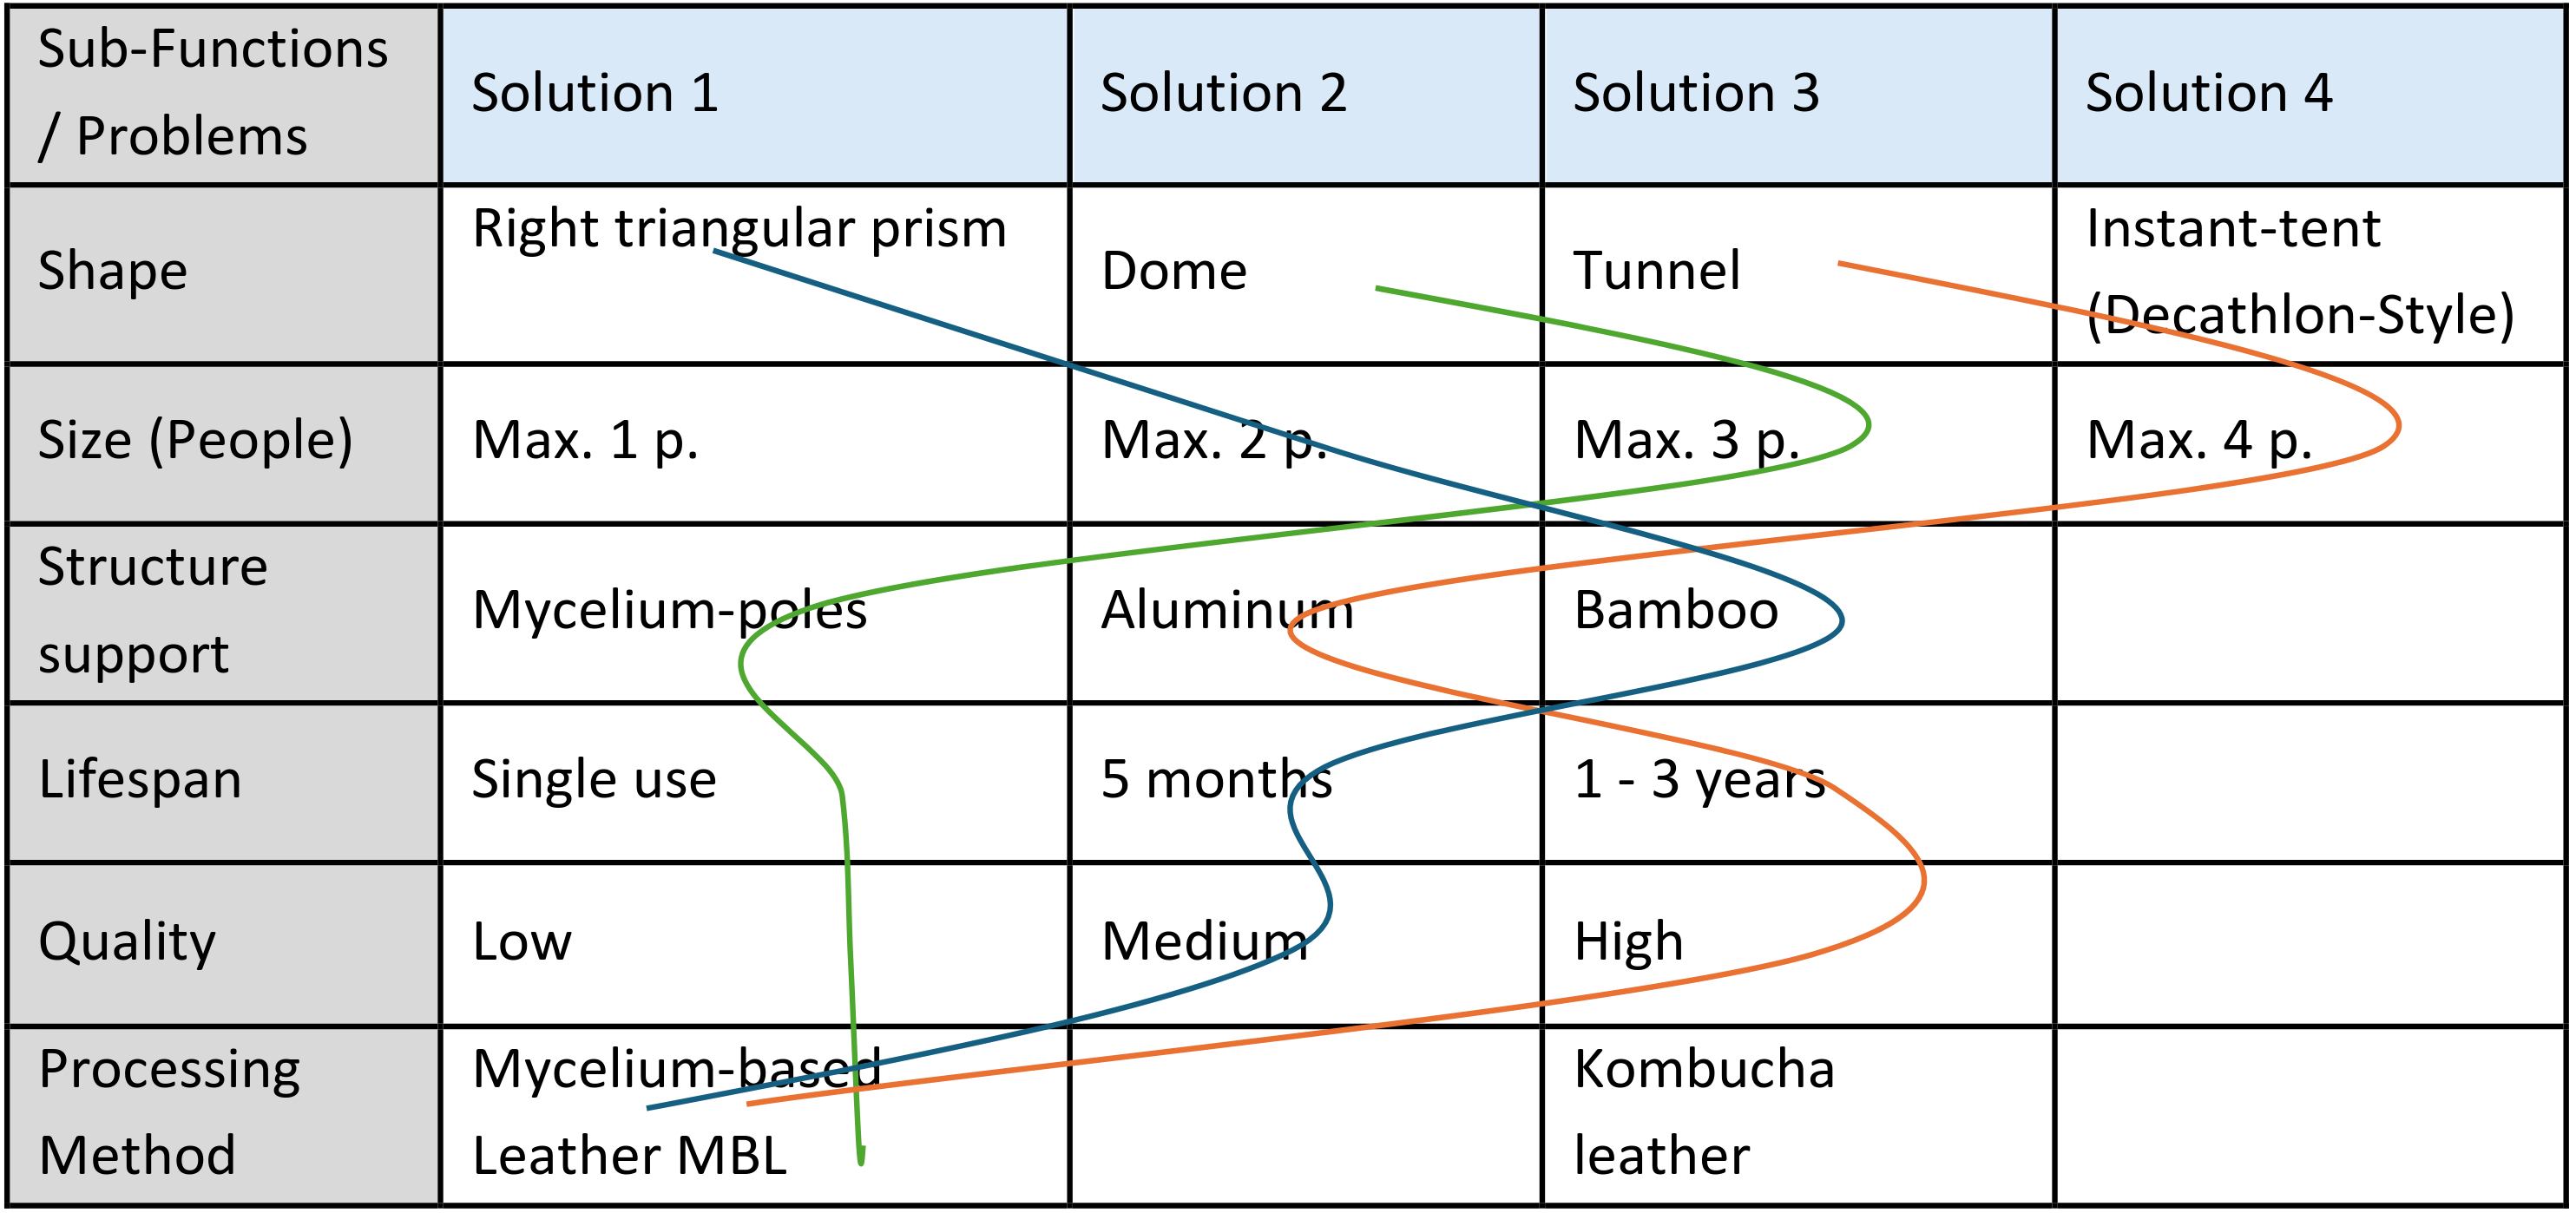 Sub-Functions
/ Problems
Solution 1
Solution 2
Solution 3
Solution 4
Shape
Right triangular prism
Dome
Tunnel
Instant-tent
(Decathlon-Style)
Size (People)
Max. 1 p.
Max. 2 p.
Max. 3 p.
Max. 4 p.
Structure
support
Mycelium-poles
Aluminum
Bamboo
Lifespan
Single use
5 months
1 - 3 years
Quality
Low
Medium
High
Processing
Method
Mycelium-based
Leather MBL
Kombucha
leather